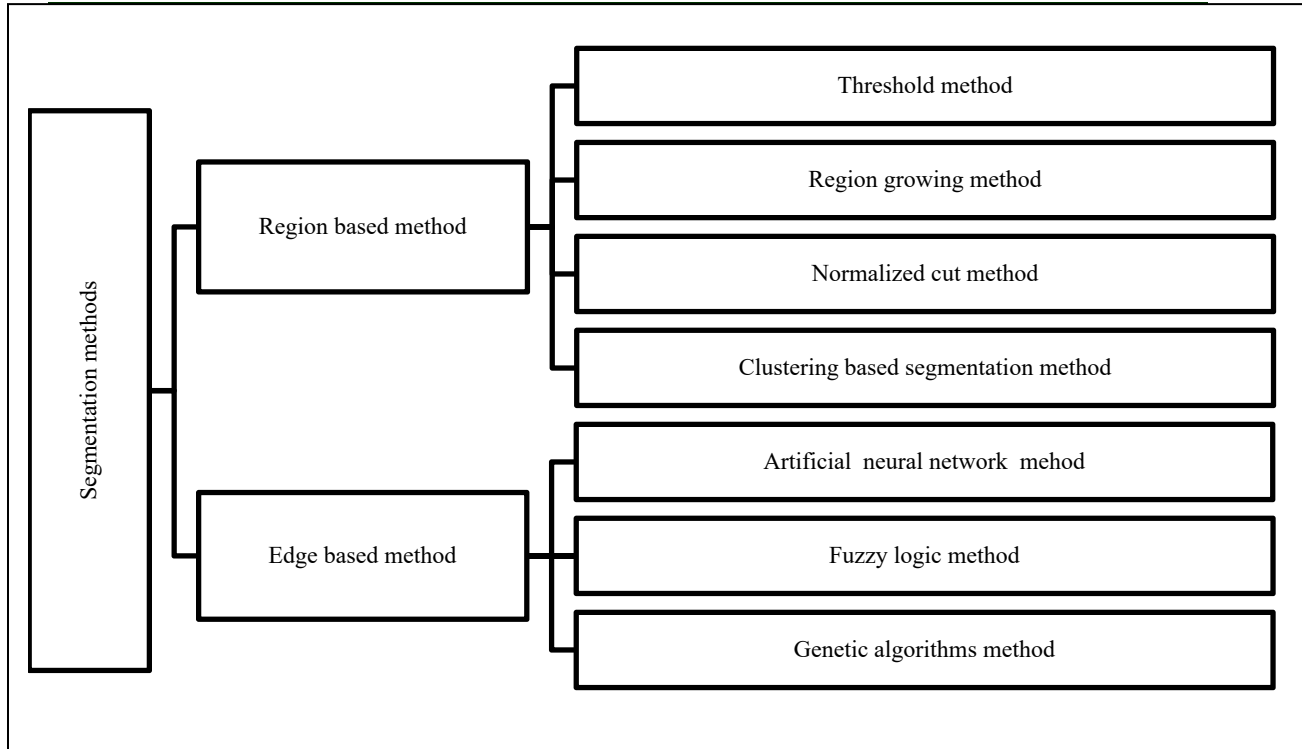 Segmentation methods
Region based method
Threshold method
Region growing method
Normalized cut method
Clustering based segmentation method
Edge based method
Artificial neural network mehod
Fuzzy logic method
Genetic algorithms method